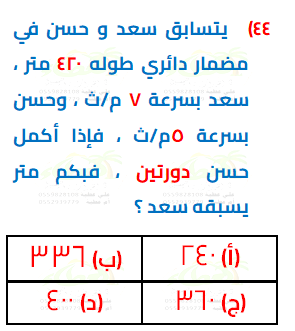 ٤٤) يتسابق سعد و حسن في
مضمار دائري طوله ٤٢٠ متر ،
سعد بسرعة ٧ م/ث ، وحسن
بسرعة ٥م/ث ، فإذا أكمل
حسن دورتين ، فبكم متر
يسبقه سعد ؟
(أ) ٢٤٠ (ب) ٣٣٦
(ج) ٣٦٠ (د) ٤٠٠